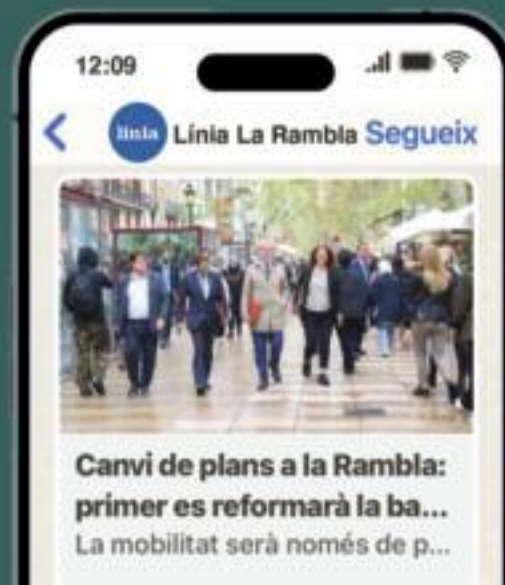 12:09
línia Línia La Rambla Segueix
Canvi de plans a la Rambla:
primer es reformarà la ba...
La mobilitat serà només de p...